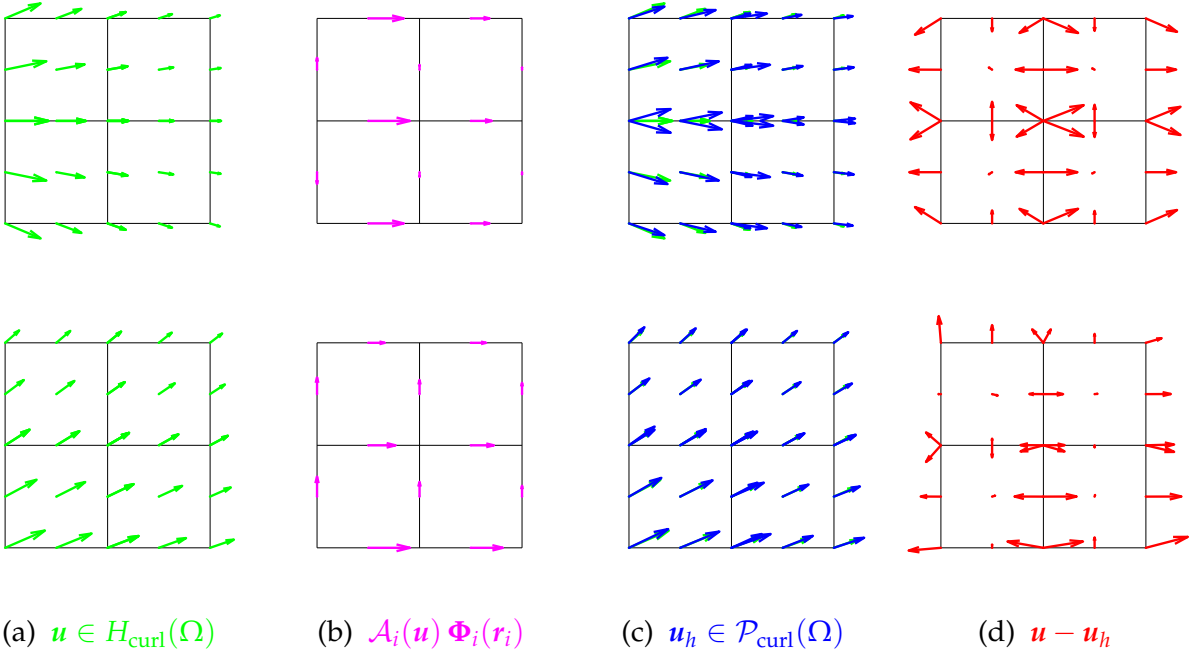 (a) 𝒖 ∈ H_curl(Ω) (b) 𝒜_i(𝒖) 𝚽_i(𝒓_i) (c) 𝒖_h ∈ 𝒫_curl(Ω) (d) 𝒖 − 𝒖_h